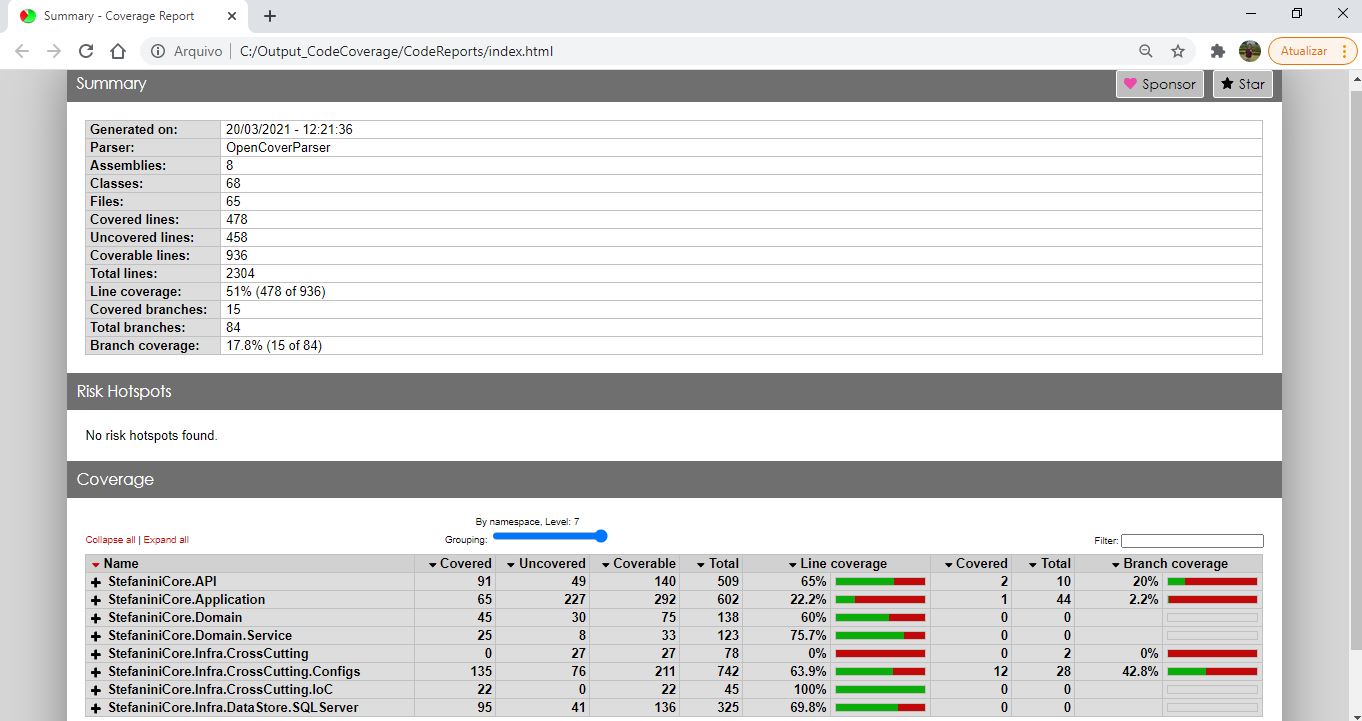 Summary - Coverage Report
Arquivo | C:/Output_CodeCoverage/CodeReports/index.html Atualizar
Summary Sponsor Star
Generated on: 20/03/2021 - 12:21:36
Parser: OpenCoverParser
Assemblies: 8
Classes: 68
Files: 65
Covered lines: 478
Uncovered lines: 458
Coverable lines: 936
Total lines: 2304
Line coverage: 51% (478 of 936)
Covered branches: 15
Total branches: 84
Branch coverage: 17.8% (15 of 84)
Risk Hotspots
No risk hotspots found.
Coverage
By namespace, Level: 7
Collapse all | Expand all Grouping: Filter:
Name Covered Uncovered Coverable Total Line coverage Covered Total Branch coverage
StefaniniCore.API 91 49 140 509 65% 2 10 20%
StefaniniCore.Application 65 227 292 602 22.2% 1 44 2.2%
StefaniniCore.Domain 45 30 75 138 60% 0 0
StefaniniCore.Domain.Service 25 8 33 123 75.7% 0 0
StefaniniCore.Infra.CrossCutting 0 27 27 78 0% 0 2 0%
StefaniniCore.Infra.CrossCutting.Configs 135 76 211 742 63.9% 12 28 42.8%
StefaniniCore.Infra.CrossCutting.IoC 22 0 22 45 100% 0 0
StefaniniCore.Infra.DataStore.SQLServer 95 41 136 325 69.8% 0 0